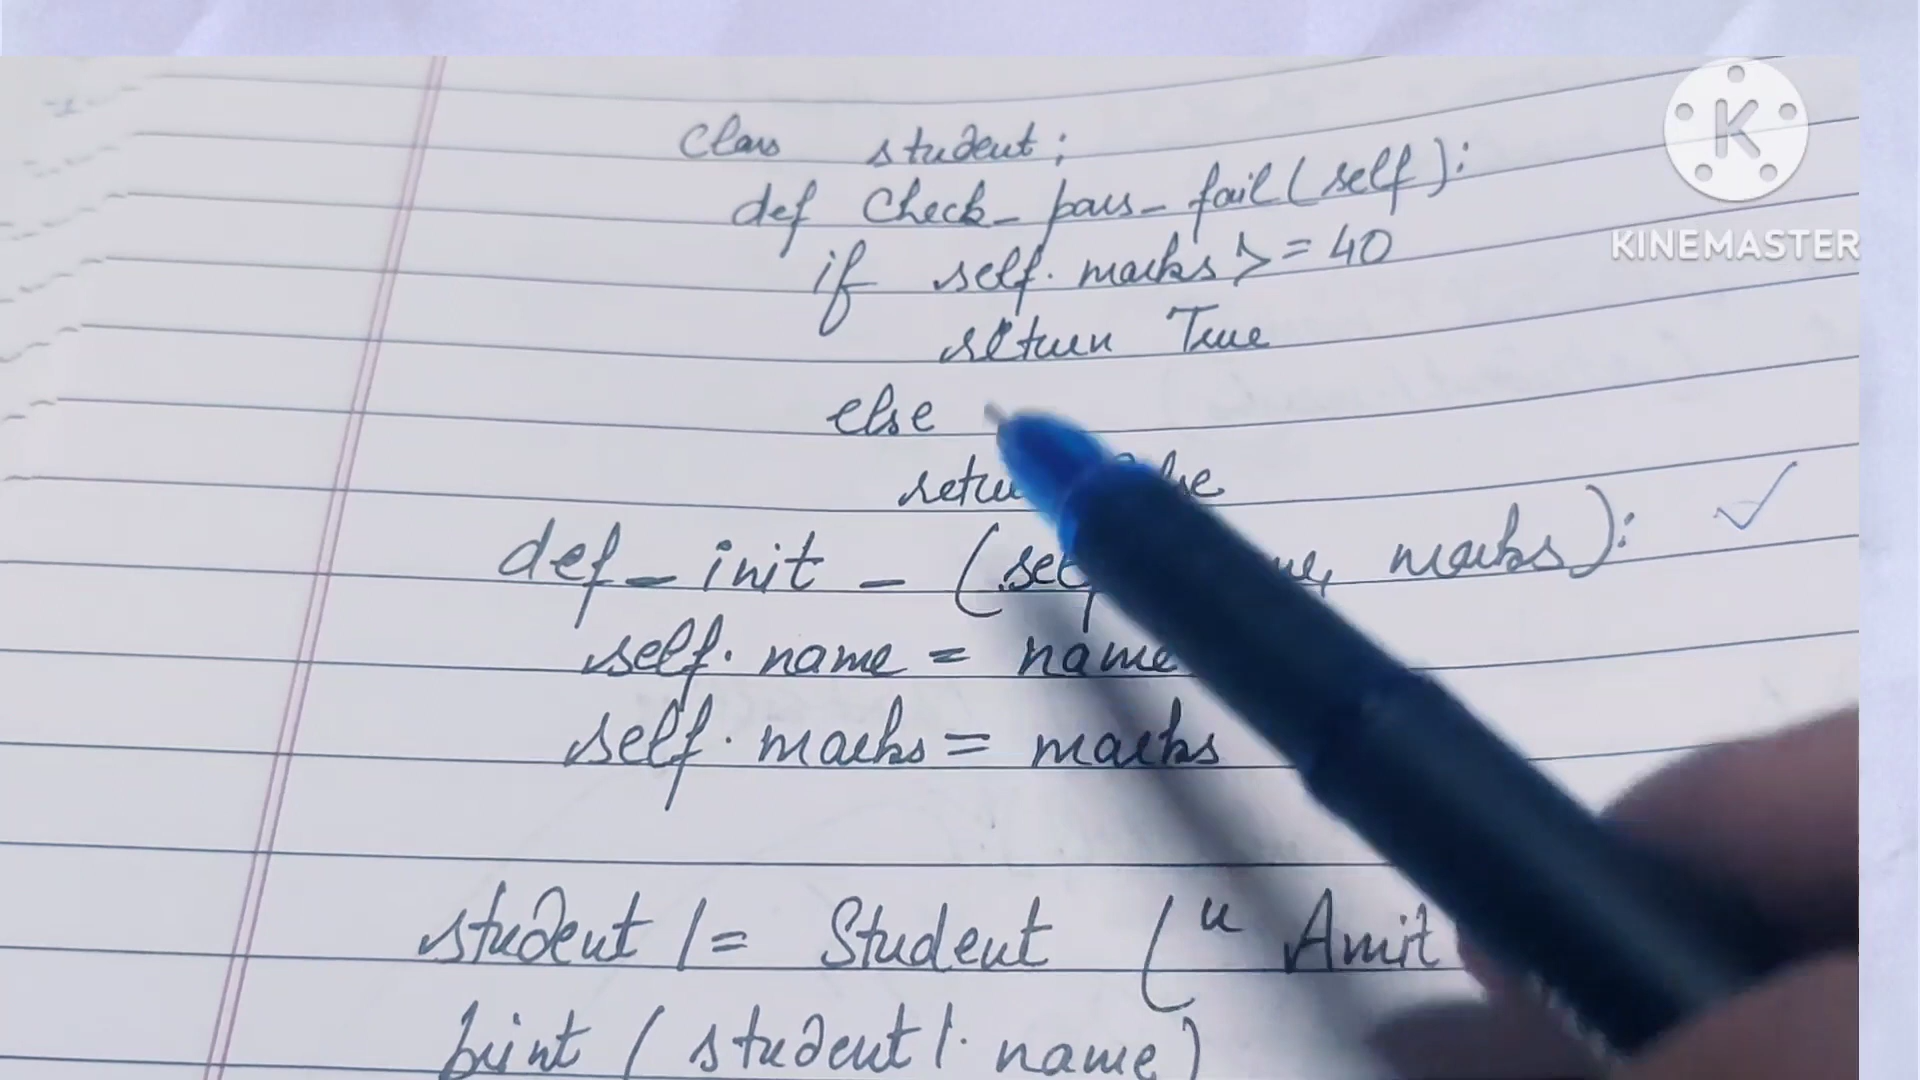 class student:
def check_pass_fail(self):
if self.marks>=40
return True
else
def_init_(
marks):
self.name = name
self.marks = marks
student1= Student (" Amit
print (student1.name)
KINEMASTER